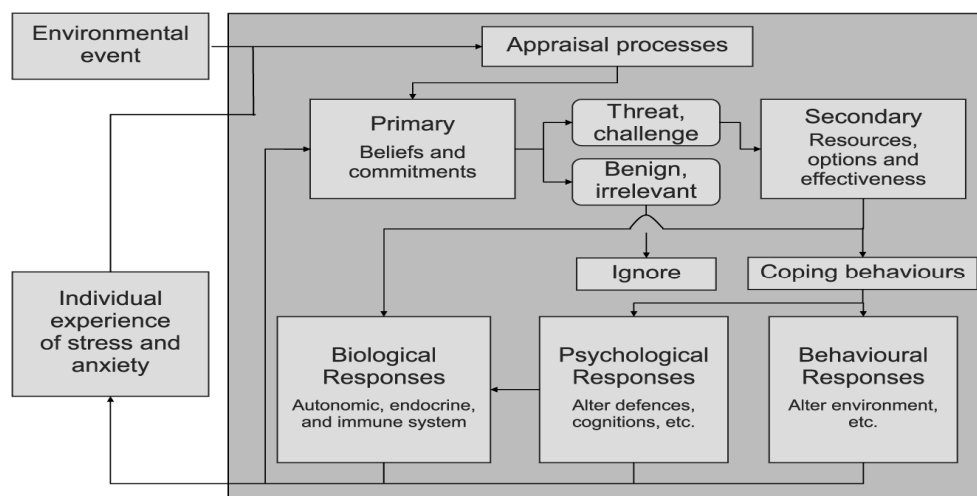 Environmental
event
Appraisal processes
Primary
Beliefs and
commitments
Threat,
challenge
Benign,
irrelevant
Secondary
Resources,
options and
effectiveness
Ignore
Coping behaviours
Individual
experience
of stress and
anxiety
Biological
Responses
Autonomic, endocrine,
and immune system
Psychological
Responses
Alter defences,
cognitions, etc.
Behavioural
Responses
Alter environment,
etc.